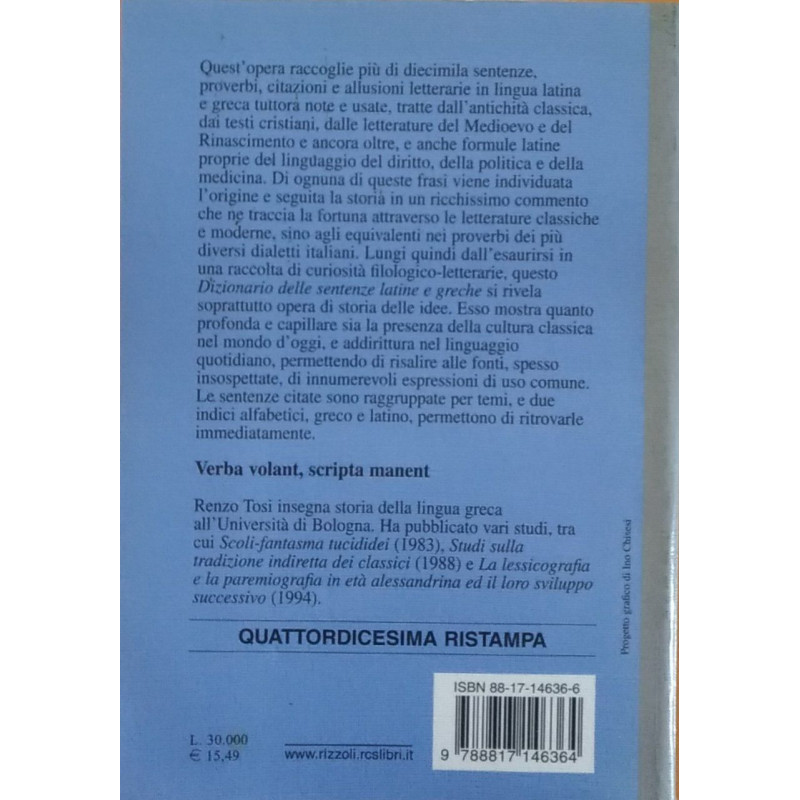 Quest'opera raccoglie più di diecimila sentenze,
proverbi, citazioni e allusioni letterarie in lingua latina
e greca tuttora note e usate, tratte dall'antichità classica,
dai testi cristiani, dalle letterature del Medioevo e del
Rinascimento e ancora oltre, e anche formule latine
proprie del linguaggio del diritto, della politica e della
medicina. Di ognuna di queste frasi viene individuata
l'origine e seguita la storia in un ricchissimo commento
che ne traccia la fortuna attraverso le letterature classiche
e moderne, sino agli equivalenti nei proverbi dei più
diversi dialetti italiani. Lungi quindi dall'esaurirsi in
una raccolta di curiosità filologico-letterarie, questo
Dizionario delle sentenze latine e greche si rivela
soprattutto opera di storia delle idee. Esso mostra quanto
profonda e capillare sia la presenza della cultura classica
nel mondo d'oggi, e addirittura nel linguaggio
quotidiano, permettendo di risalire alle fonti, spesso
insospettate, di innumerevoli espressioni di uso comune.
Le sentenze citate sono raggruppate per temi, e due
indici alfabetici, greco e latino, permettono di ritrovarle
immediatamente.
Verba volant, scripta manent
Renzo Tosi insegna storia della lingua greca
all'Università di Bologna. Ha pubblicato vari studi, tra
cui Scoli-fantasma tucididei (1983), Studi sulla
tradizione indiretta dei classici (1988) e La lessicografia
e la paremiografia in età alessandrina ed il loro sviluppo
successivo (1994).
QUATTORDICESIMA RISTAMPA
Progetto grafico di Ino Chisesi
ISBN 88-17-14636-6
9 788817 146364
L. 30.000
€ 15,49
www.rizzoli.rcslibri.it